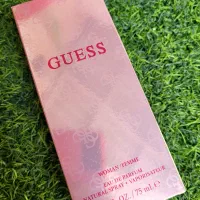 GUESS
WOMAN / FEMME
EAU DE PARFUM
NATURAL SPRAY • VAPORISATEUR
OZ. / 75 mL e